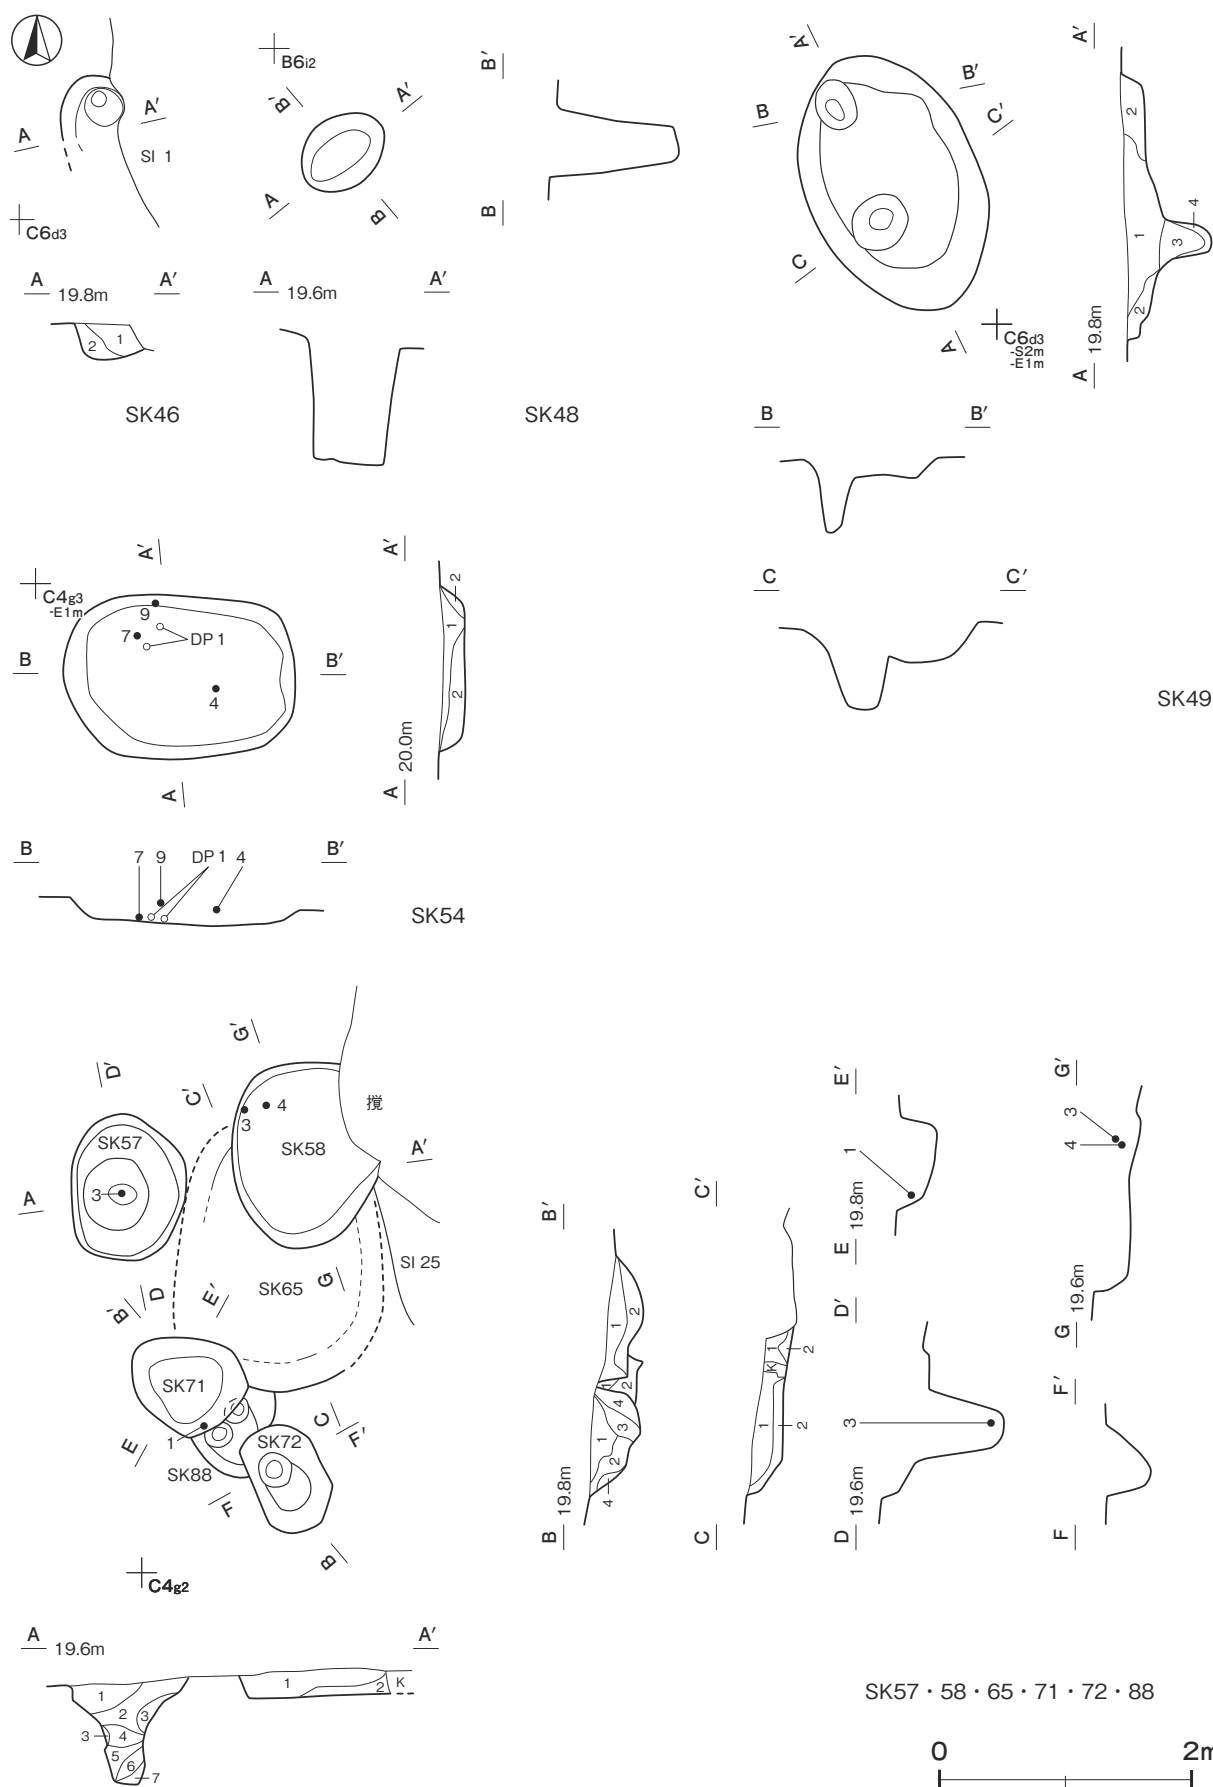 A
A′
SI 1
C6d3
A 19.8m A′
1
2
SK46
B6i2
B′
A′
A
B
A 19.6m A′
B′
B
SK48
A′
B
B′
C′
C
A
C6d3
-S2m
-E1m
A′
2
1
3
4
2
A 19.8m
B B′
C C′
SK49
C4g3
-E1m
A′
9
7
DP 1
B B′
4
A
A′
2
1
2
A 20.0m
B B′
7 9 DP 1 4
SK54
G′
D′
C′
3
4
撹
SK57
SK58
A′
3
A
SI 25
SK65
G
D
B′
E′
SK71
1
C
F′
E
SK72
SK88
F
B
C4g2
B′
1
2
1
2
4
3
1
2
4
B 19.8m
C′
1
2
K
1
2
C
E′
1
E 19.8m
D′
3
D 19.6m
G′
3
4
G 19.6m
F′
F
A 19.6m A′
1
2
3
3
4
5
6
7
1
2
K
SK57・58・65・71・72・88
0 2m